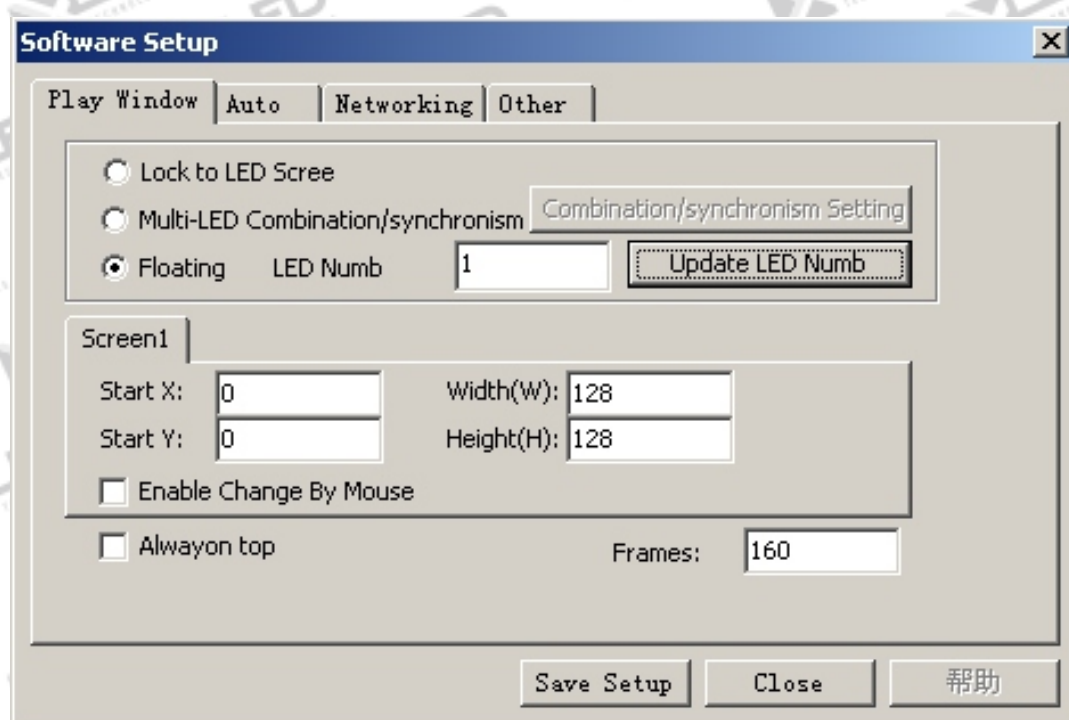 Software Setup
Play Window Auto Networking Other
Lock to LED Scree
Multi-LED Combination/synchronism Combination/synchronism Setting
Floating LED Numb 1 Update LED Numb
Screen1
Start X: 0 Width(W): 128
Start Y: 0 Height(H): 128
Enable Change By Mouse
Alwayon top Frames: 160
Save Setup Close 帮助